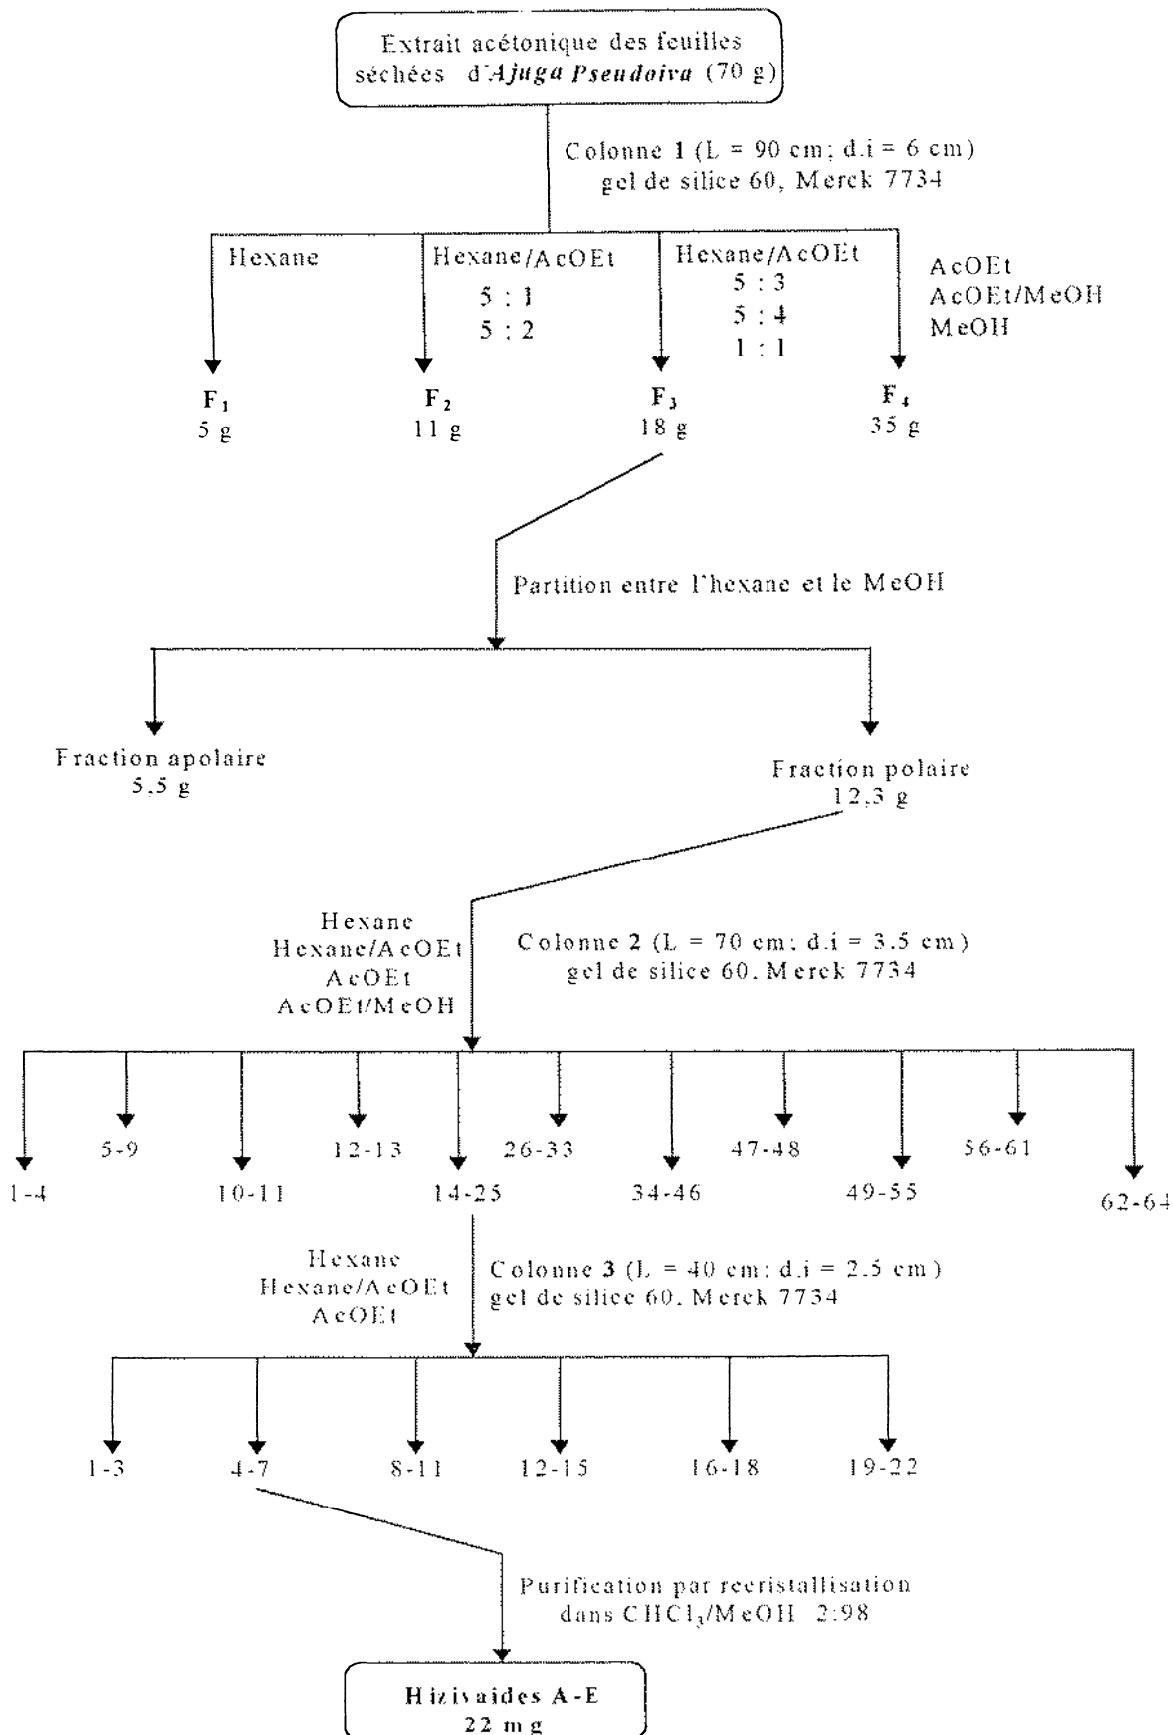 Extrait acétonique des feuilles
séchées d'Ajuga Pseudoiva (70 g)
Colonne 1 (L = 90 cm; d.i = 6 cm)
gel de silice 60, Merck 7734
Hexane
Hexane/AcOEt
5 : 1
5 : 2
Hexane/AcOEt
5 : 3
5 : 4
1 : 1
AcOEt
AcOEt/MeOH
MeOH
F1
5 g
F2
11 g
F3
18 g
F4
35 g
Partition entre l'hexane et le MeOH
Fraction apolaire
5,5 g
Fraction polaire
12,3 g
Hexane
Hexane/AcOEt
AcOEt
AcOEt/MeOH
Colonne 2 (L = 70 cm; d.i = 3.5 cm)
gel de silice 60. Merck 7734
1-4
5-9
10-11
12-13
14-25
26-33
34-46
47-48
49-55
56-61
62-64
Hexane
Hexane/AcOEt
AcOEt
Colonne 3 (L = 40 cm; d.i = 2.5 cm)
gel de silice 60. Merck 7734
1-3
4-7
8-11
12-15
16-18
19-22
Purification par recristallisation
dans CHCl3/MeOH 2:98
Hizivaides A-E
22 mg